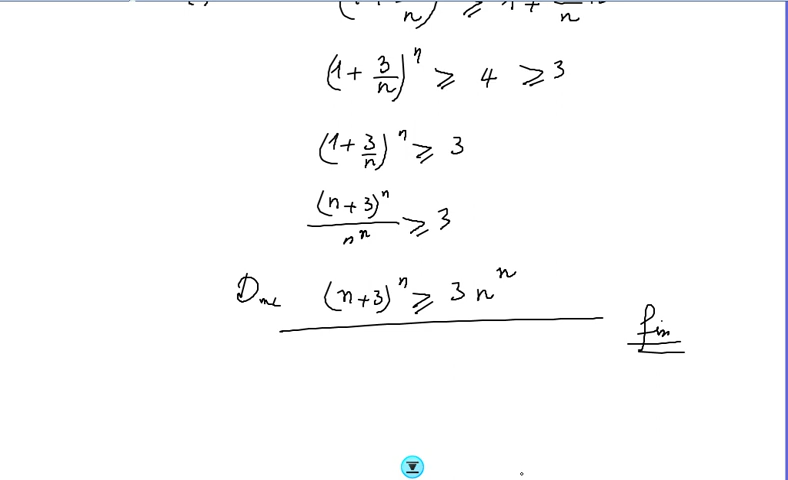 (1 + 3/n)^n ⩾ 4 ⩾ 3
(1 + 3/n)^n ⩾ 3
(n + 3)^n / n^n ⩾ 3
Donc (n + 3)^n ⩾ 3 n^n
fin